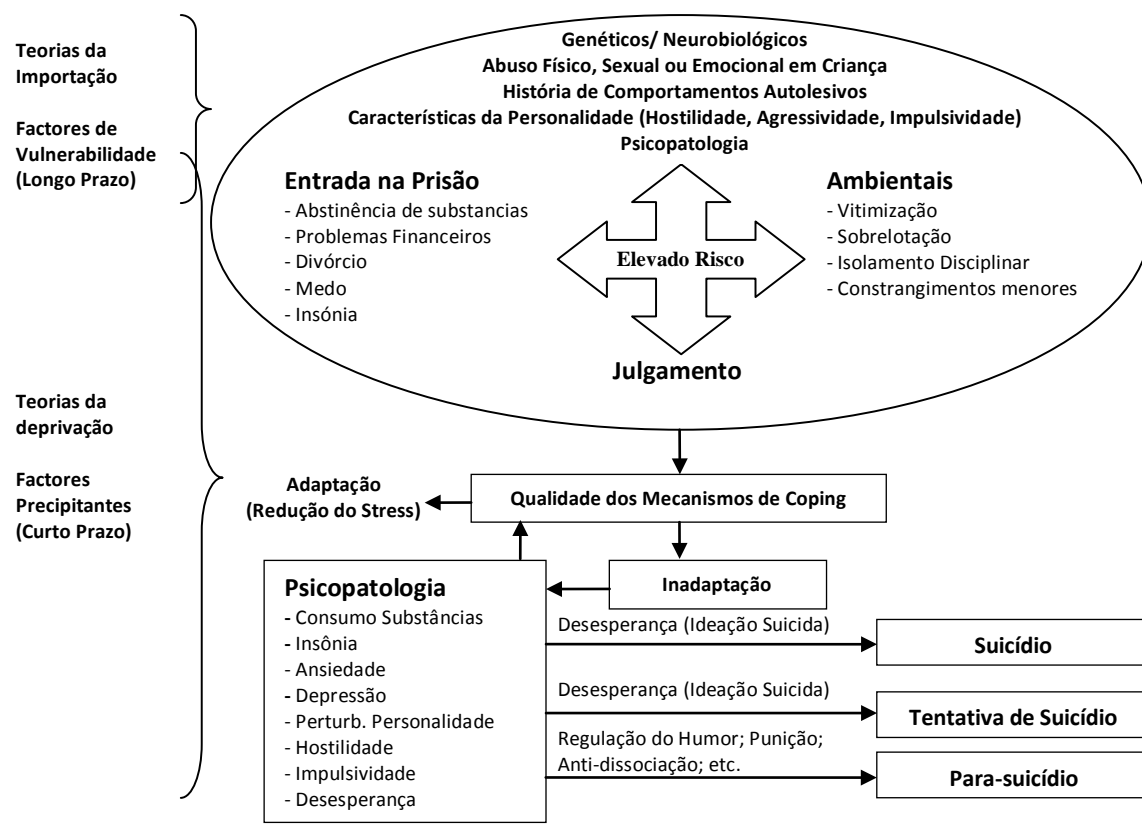 Teorias da
Importação
Factores de
Vulnerabilidade
(Longo Prazo)
Genéticos/ Neurobiológicos
Abuso Físico, Sexual ou Emocional em Criança
História de Comportamentos Autolesivos
Características da Personalidade (Hostilidade, Agressividade, Impulsividade)
Psicopatologia
Entrada na Prisão
- Abstinência de substancias
- Problemas Financeiros
- Divórcio
- Medo
- Insónia
Elevado Risco
Ambientais
- Vitimização
- Sobrelotação
- Isolamento Disciplinar
- Constrangimentos menores
Julgamento
Teorias da
deprivação
Factores
Precipitantes
(Curto Prazo)
Adaptação
(Redução do Stress)
Qualidade dos Mecanismos de Coping
Inadaptação
Psicopatologia
- Consumo Substâncias
- Insônia
- Ansiedade
- Depressão
- Perturb. Personalidade
- Hostilidade
- Impulsividade
- Desesperança
Desesperança (Ideação Suicida)
Suicídio
Desesperança (Ideação Suicida)
Tentativa de Suicídio
Regulação do Humor; Punição;
Anti-dissociação; etc.
Para-suicídio